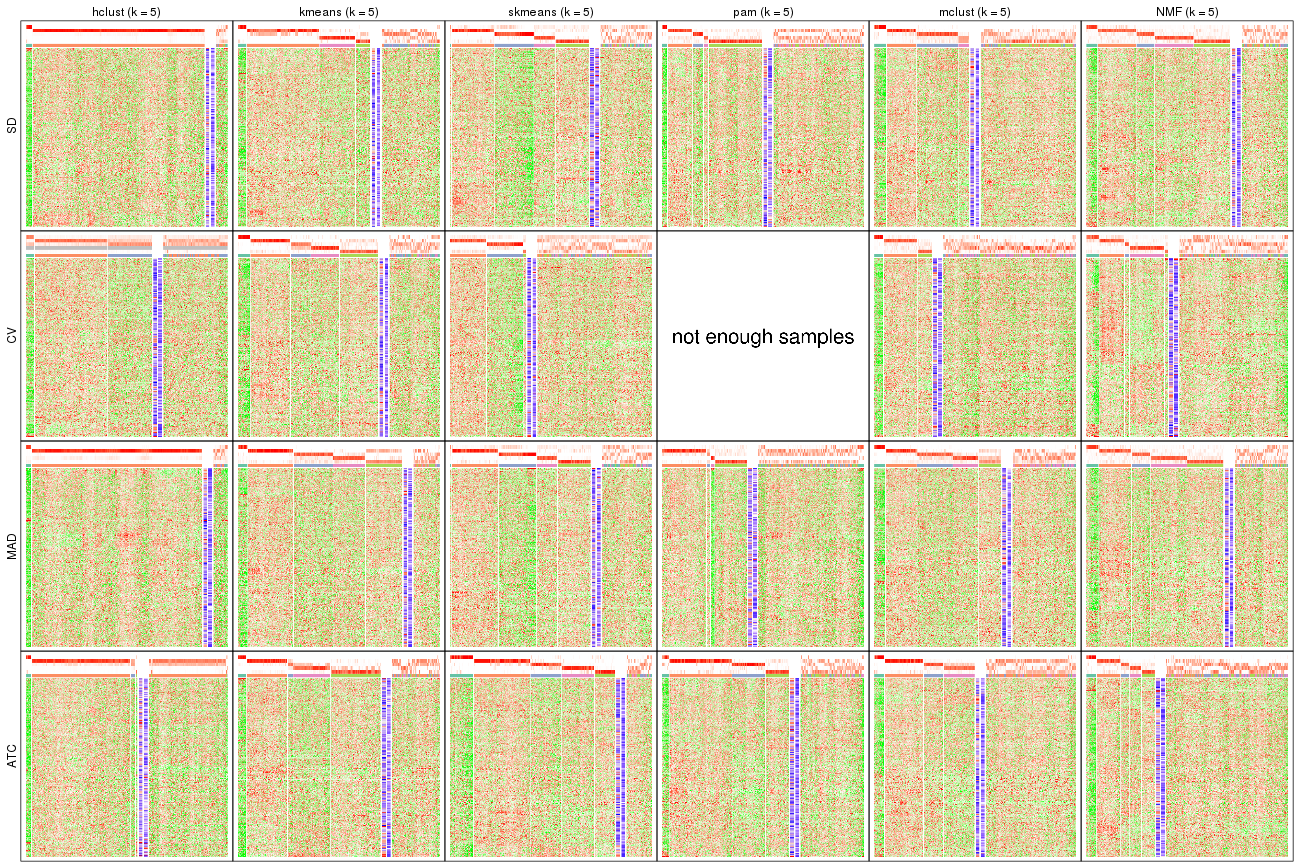 hclust (k = 5)
kmeans (k = 5)
skmeans (k = 5)
pam (k = 5)
mclust (k = 5)
NMF (k = 5)
SD
CV
not enough samples
MAD
ATC